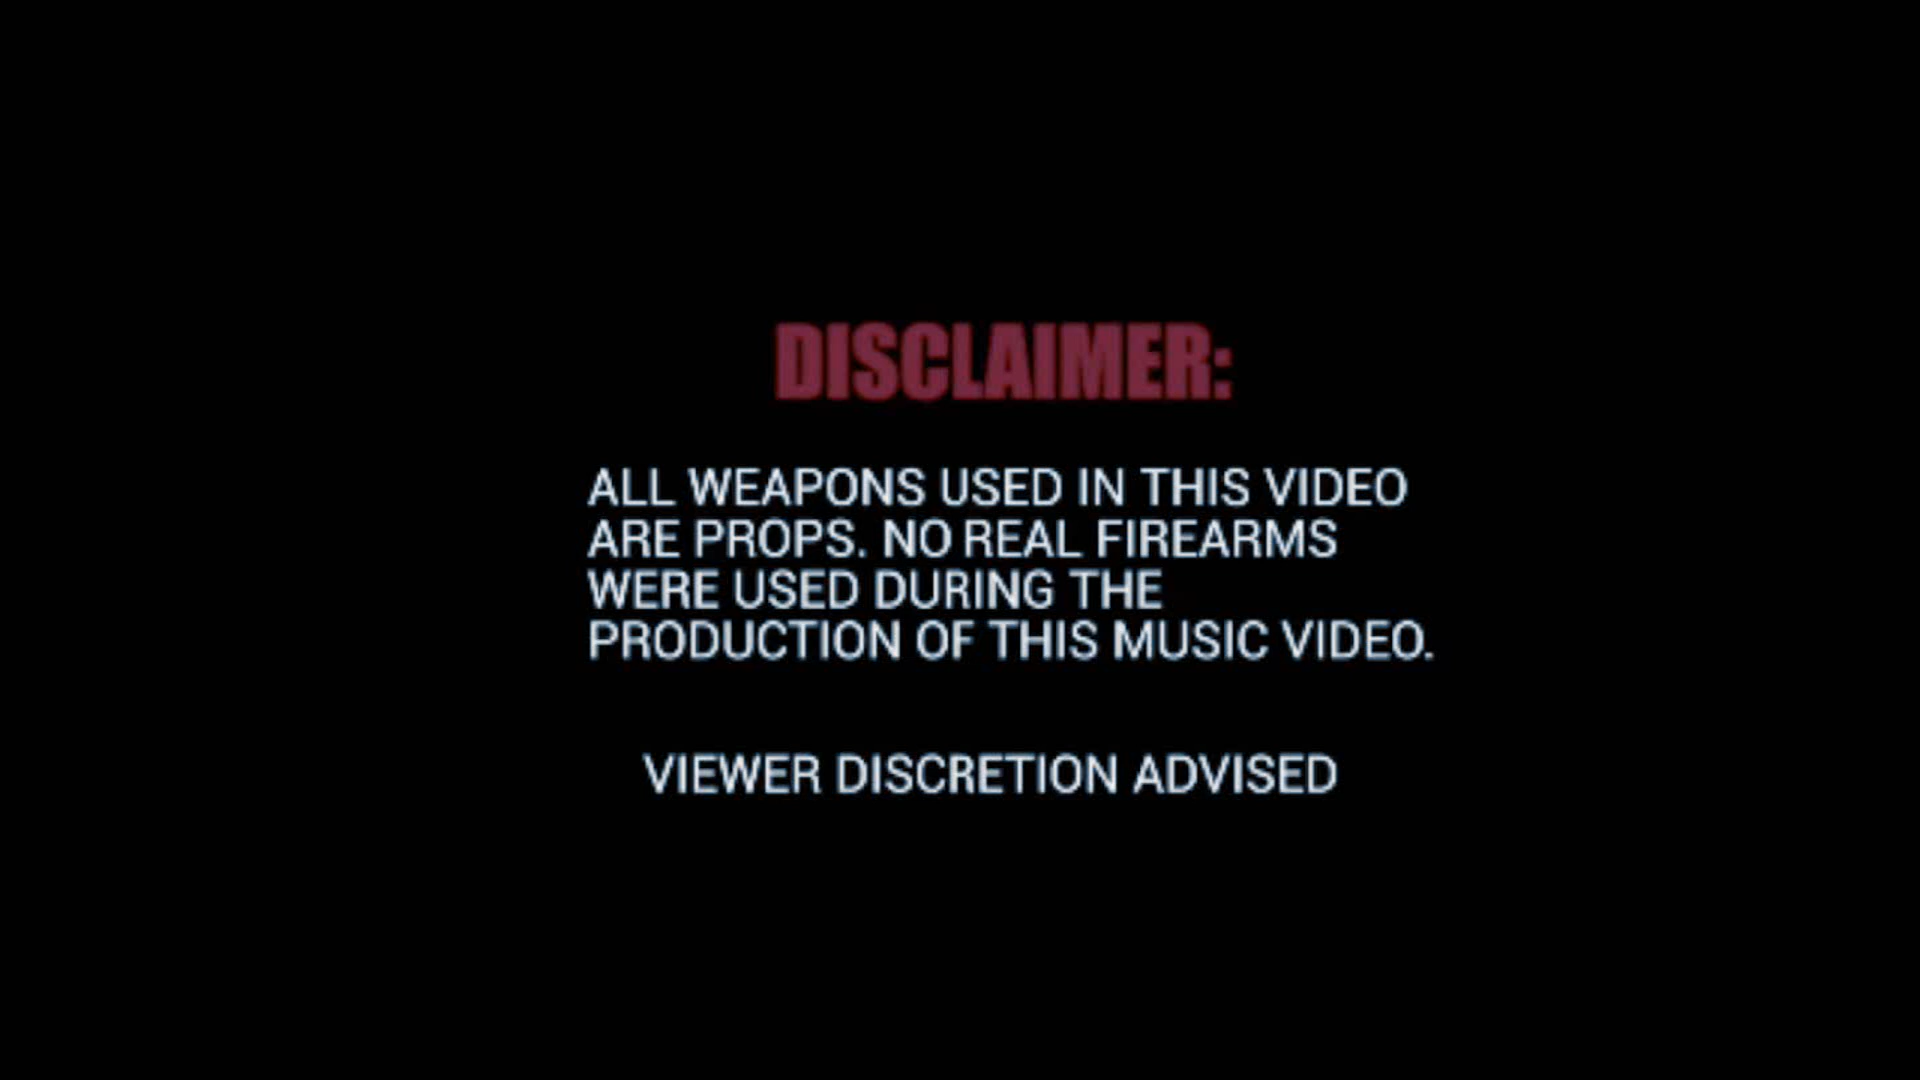 DISCLAIMER:
ALL WEAPONS USED IN THIS VIDEO
ARE PROPS. NO REAL FIREARMS
WERE USED DURING THE
PRODUCTION OF THIS MUSIC VIDEO.
VIEWER DISCRETION ADVISED